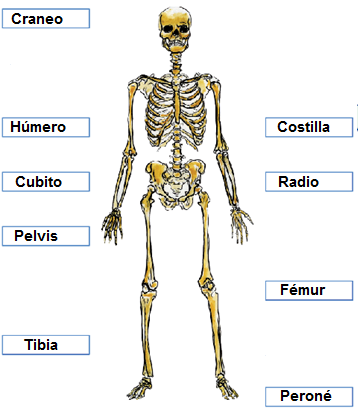 Craneo
Húmero
Costilla
Cubito
Radio
Pelvis
Fémur
Tibia
Peroné